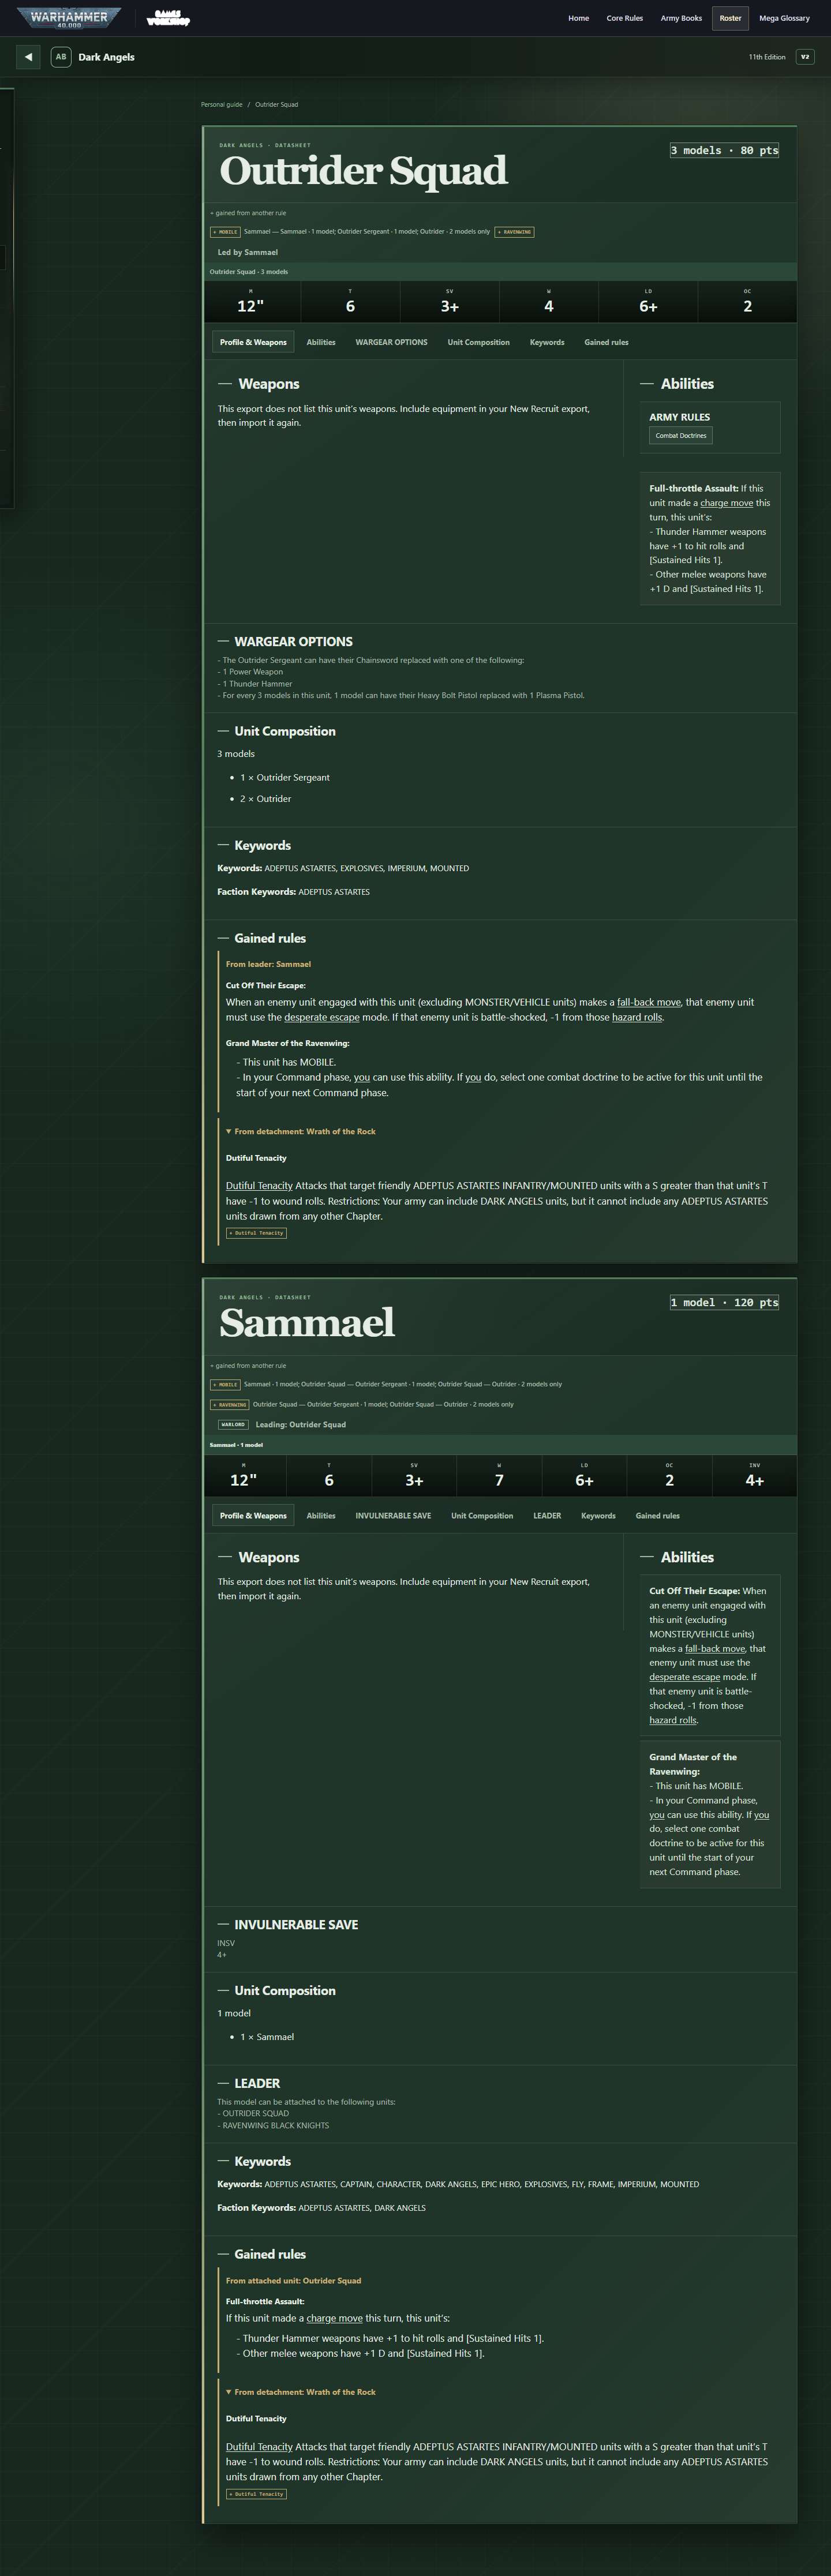 WARHAMMER
40,000
GAMES
WORKSHOP
Home
Core Rules
Army Books
Roster
Mega Glossary
◀
AB
Dark Angels
11th Edition
V2
Personal guide / Outrider Squad
DARK ANGELS · DATASHEET
Outrider Squad
3 models · 80 pts
+ gained from another rule
+ MOBILE Sammael — Sammael · 1 model; Outrider Sergeant · 1 model; Outrider · 2 models only + RAVENWING
Led by Sammael
Outrider Squad · 3 models
M T SV W LD OC
12" 6 3+ 4 6+ 2
Profile & Weapons Abilities WARGEAR OPTIONS Unit Composition Keywords Gained rules
— Weapons
This export does not list this unit's weapons. Include equipment in your New Recruit export,
then import it again.
— Abilities
ARMY RULES
Combat Doctrines
Full-throttle Assault: If this
unit made a charge move this
turn, this unit's:
- Thunder Hammer weapons
have +1 to hit rolls and
[Sustained Hits 1].
- Other melee weapons have
+1 D and [Sustained Hits 1].
— WARGEAR OPTIONS
- The Outrider Sergeant can have their Chainsword replaced with one of the following:
- 1 Power Weapon
- 1 Thunder Hammer
- For every 3 models in this unit, 1 model can have their Heavy Bolt Pistol replaced with 1 Plasma Pistol.
— Unit Composition
3 models
• 1 × Outrider Sergeant
• 2 × Outrider
— Keywords
Keywords: ADEPTUS ASTARTES, EXPLOSIVES, IMPERIUM, MOUNTED
Faction Keywords: ADEPTUS ASTARTES
— Gained rules
From leader: Sammael
Cut Off Their Escape:
When an enemy unit engaged with this unit (excluding MONSTER/VEHICLE units) makes a fall-back move, that enemy unit
must use the desperate escape mode. If that enemy unit is battle-shocked, -1 from those hazard rolls.
Grand Master of the Ravenwing:
- This unit has MOBILE.
- In your Command phase, you can use this ability. If you do, select one combat doctrine to be active for this unit until the
start of your next Command phase.
▼ From detachment: Wrath of the Rock
Dutiful Tenacity
Dutiful Tenacity Attacks that target friendly ADEPTUS ASTARTES INFANTRY/MOUNTED units with a S greater than that unit's T
have -1 to wound rolls. Restrictions: Your army can include DARK ANGELS units, but it cannot include any ADEPTUS ASTARTES
units drawn from any other Chapter.
+ Dutiful Tenacity
DARK ANGELS · DATASHEET
Sammael
1 model · 120 pts
+ gained from another rule
+ MOBILE Sammael · 1 model; Outrider Squad — Outrider Sergeant · 1 model; Outrider Squad — Outrider · 2 models only
+ RAVENWING Outrider Squad — Outrider Sergeant · 1 model; Outrider Squad — Outrider · 2 models only
WARLORD Leading: Outrider Squad
Sammael · 1 model
M T SV W LD OC INV
12" 6 3+ 7 6+ 2 4+
Profile & Weapons Abilities INVULNERABLE SAVE Unit Composition LEADER Keywords Gained rules
— Weapons
This export does not list this unit's weapons. Include equipment in your New Recruit export,
then import it again.
— Abilities
Cut Off Their Escape: When
an enemy unit engaged with
this unit (excluding
MONSTER/VEHICLE units)
makes a fall-back move, that
enemy unit must use the
desperate escape mode. If
that enemy unit is battle-
shocked, -1 from those
hazard rolls.
Grand Master of the
Ravenwing:
- This unit has MOBILE.
- In your Command phase,
you can use this ability. If you
do, select one combat
doctrine to be active for this
unit until the start of your
next Command phase.
— INVULNERABLE SAVE
INSV
4+
— Unit Composition
1 model
• 1 × Sammael
— LEADER
This model can be attached to the following units:
- OUTRIDER SQUAD
- RAVENWING BLACK KNIGHTS
— Keywords
Keywords: ADEPTUS ASTARTES, CAPTAIN, CHARACTER, DARK ANGELS, EPIC HERO, EXPLOSIVES, FLY, FRAME, IMPERIUM, MOUNTED
Faction Keywords: ADEPTUS ASTARTES, DARK ANGELS
— Gained rules
From attached unit: Outrider Squad
Full-throttle Assault:
If this unit made a charge move this turn, this unit's:
- Thunder Hammer weapons have +1 to hit rolls and [Sustained Hits 1].
- Other melee weapons have +1 D and [Sustained Hits 1].
▼ From detachment: Wrath of the Rock
Dutiful Tenacity
Dutiful Tenacity Attacks that target friendly ADEPTUS ASTARTES INFANTRY/MOUNTED units with a S greater than that unit's T
have -1 to wound rolls. Restrictions: Your army can include DARK ANGELS units, but it cannot include any ADEPTUS ASTARTES
units drawn from any other Chapter.
+ Dutiful Tenacity